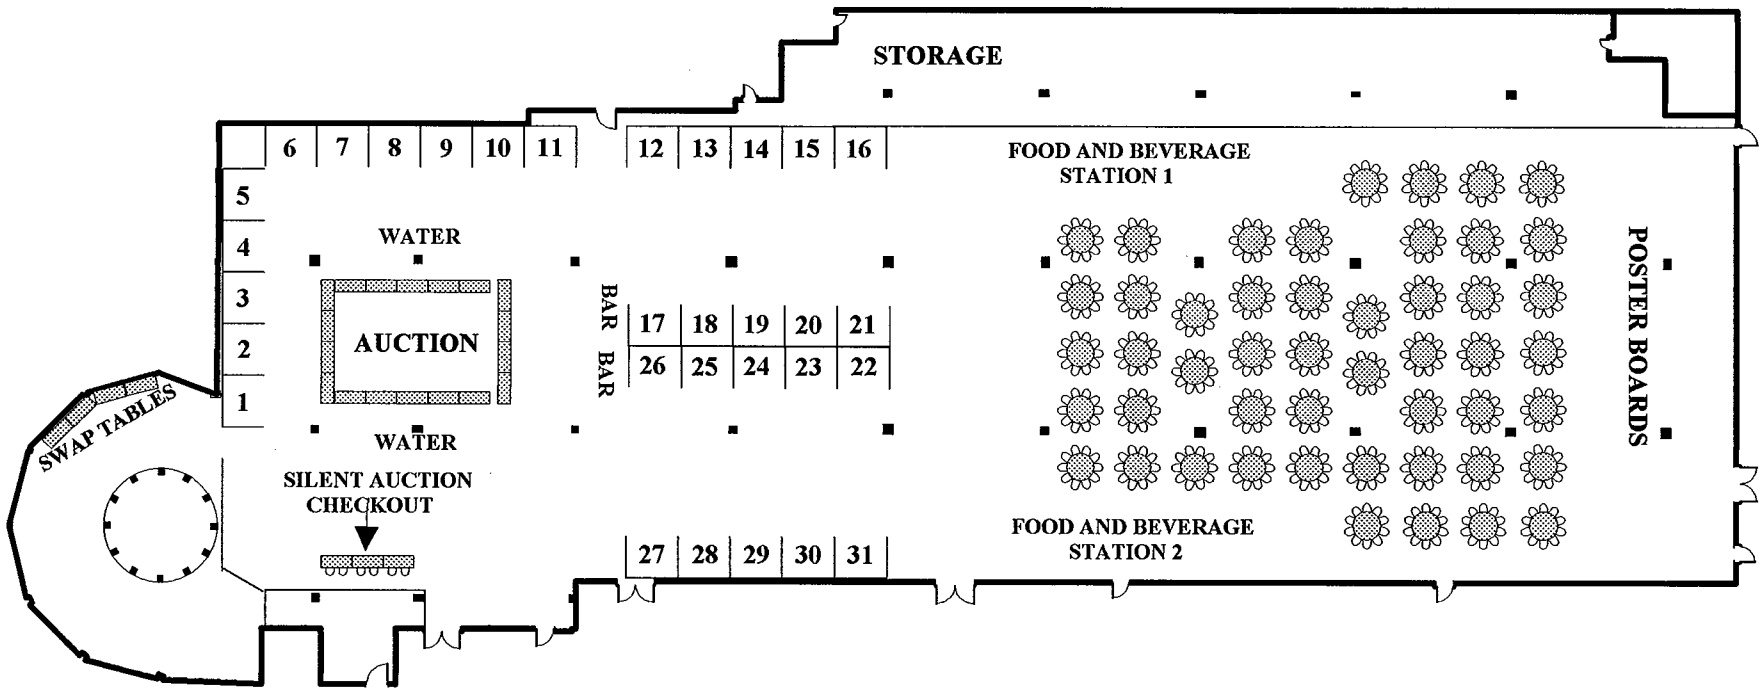 STORAGE
6 7 8 9 10 11 12 13 14 15 16
FOOD AND BEVERAGE
STATION 1
5
4
3
2
1
WATER
AUCTION
WATER
BAR
BAR
17 18 19 20 21
26 25 24 23 22
POSTER BOARDS
SWAP TABLES
SILENT AUCTION
CHECKOUT
27 28 29 30 31
FOOD AND BEVERAGE
STATION 2